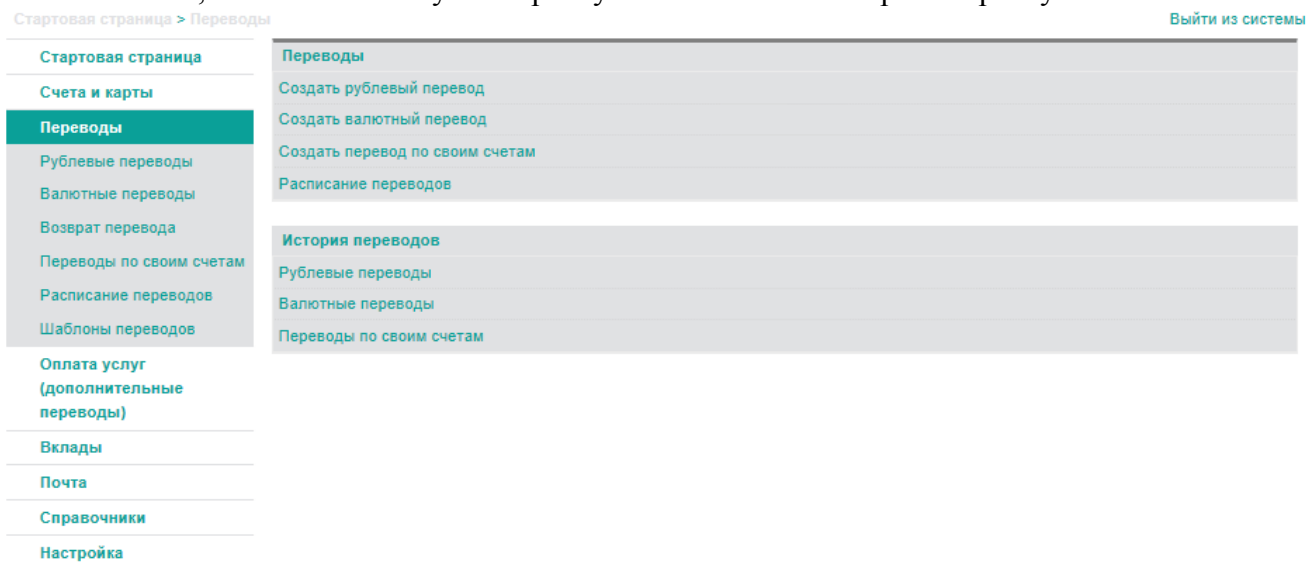 Стартовая страница > Переводы
Выйти из системы
Стартовая страница
Счета и карты
Переводы
Рублевые переводы
Валютные переводы
Возврат перевода
Переводы по своим счетам
Расписание переводов
Шаблоны переводов
Оплата услуг
(дополнительные
переводы)
Вклады
Почта
Справочники
Настройка
Переводы
Создать рублевый перевод
Создать валютный перевод
Создать перевод по своим счетам
Расписание переводов
История переводов
Рублевые переводы
Валютные переводы
Переводы по своим счетам